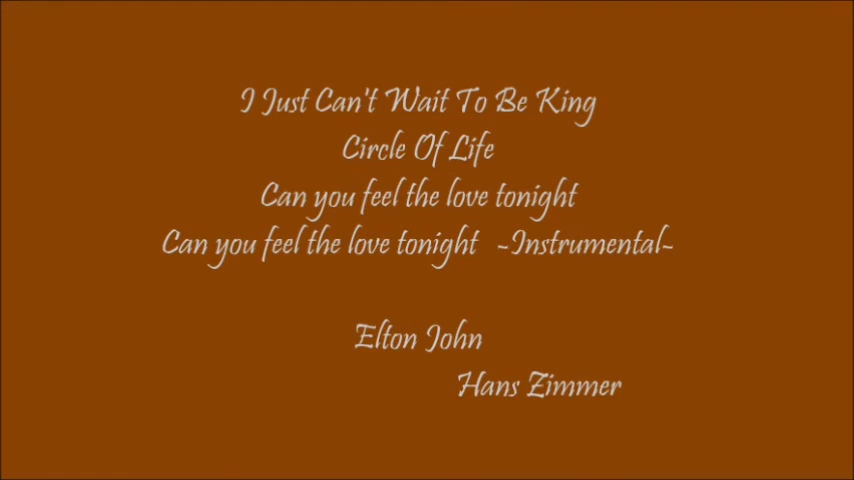 I Just Can't Wait To Be King
Circle Of Life
Can you feel the love tonight
Can you feel the love tonight ~Instrumental~
Elton John
Hans Zimmer